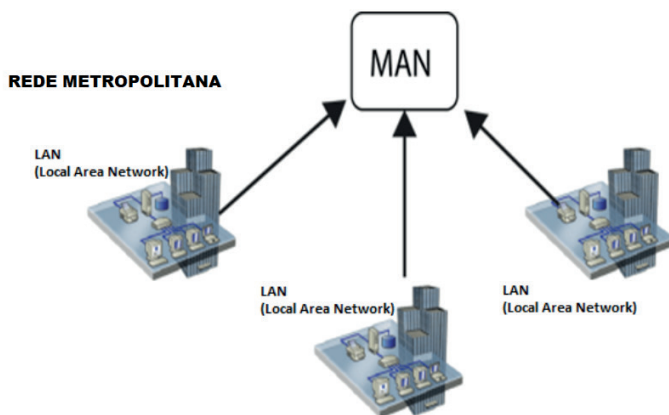 MAN
REDE METROPOLITANA
LAN
(Local Area Network)
LAN
(Local Area Network)
LAN
(Local Area Network)